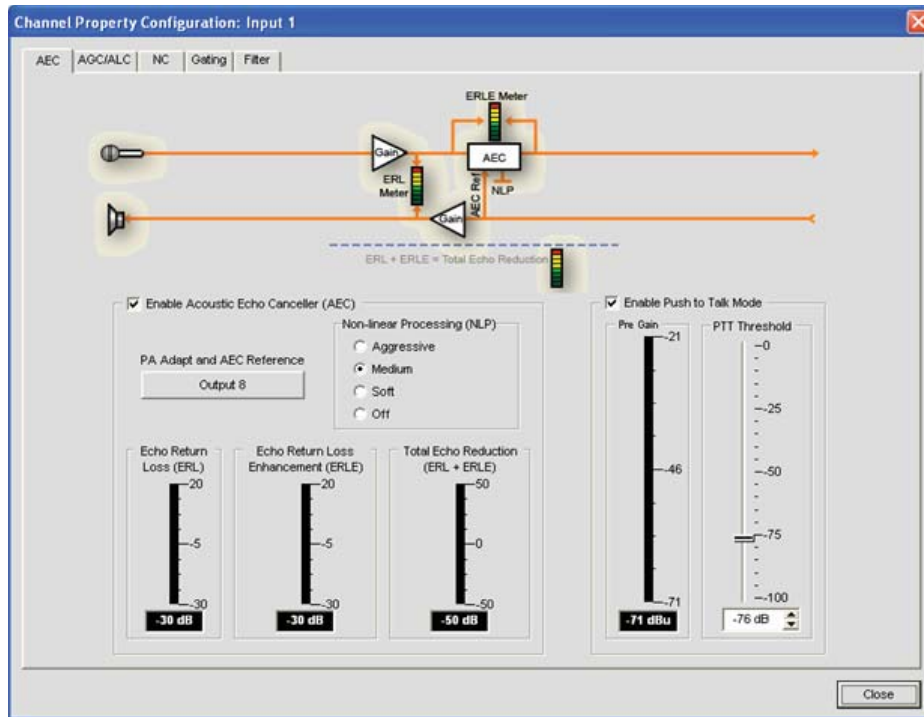 Channel Property Configuration: Input 1
AEC AGC/ALC NC Gating Filter
ERLE Meter
Gain
AEC
ERL
Meter
AEC Ref
NLP
Gain
ERL + ERLE = Total Echo Reduction
Enable Acoustic Echo Canceller (AEC)
PA Adapt and AEC Reference
Output 8
Non-linear Processing (NLP)
Aggressive
Medium
Soft
Off
Echo Return
Loss (ERL)
20
-5
-30
-30 dB
Echo Return Loss
Enhancement (ERLE)
20
-5
-30
-30 dB
Total Echo Reduction
(ERL + ERLE)
50
0
-50
-50 dB
Enable Push to Talk Mode
Pre Gain
-21
-46
-71
-71 dBu
PTT Threshold
0
-25
-50
-75
-100
-76 dB
Close